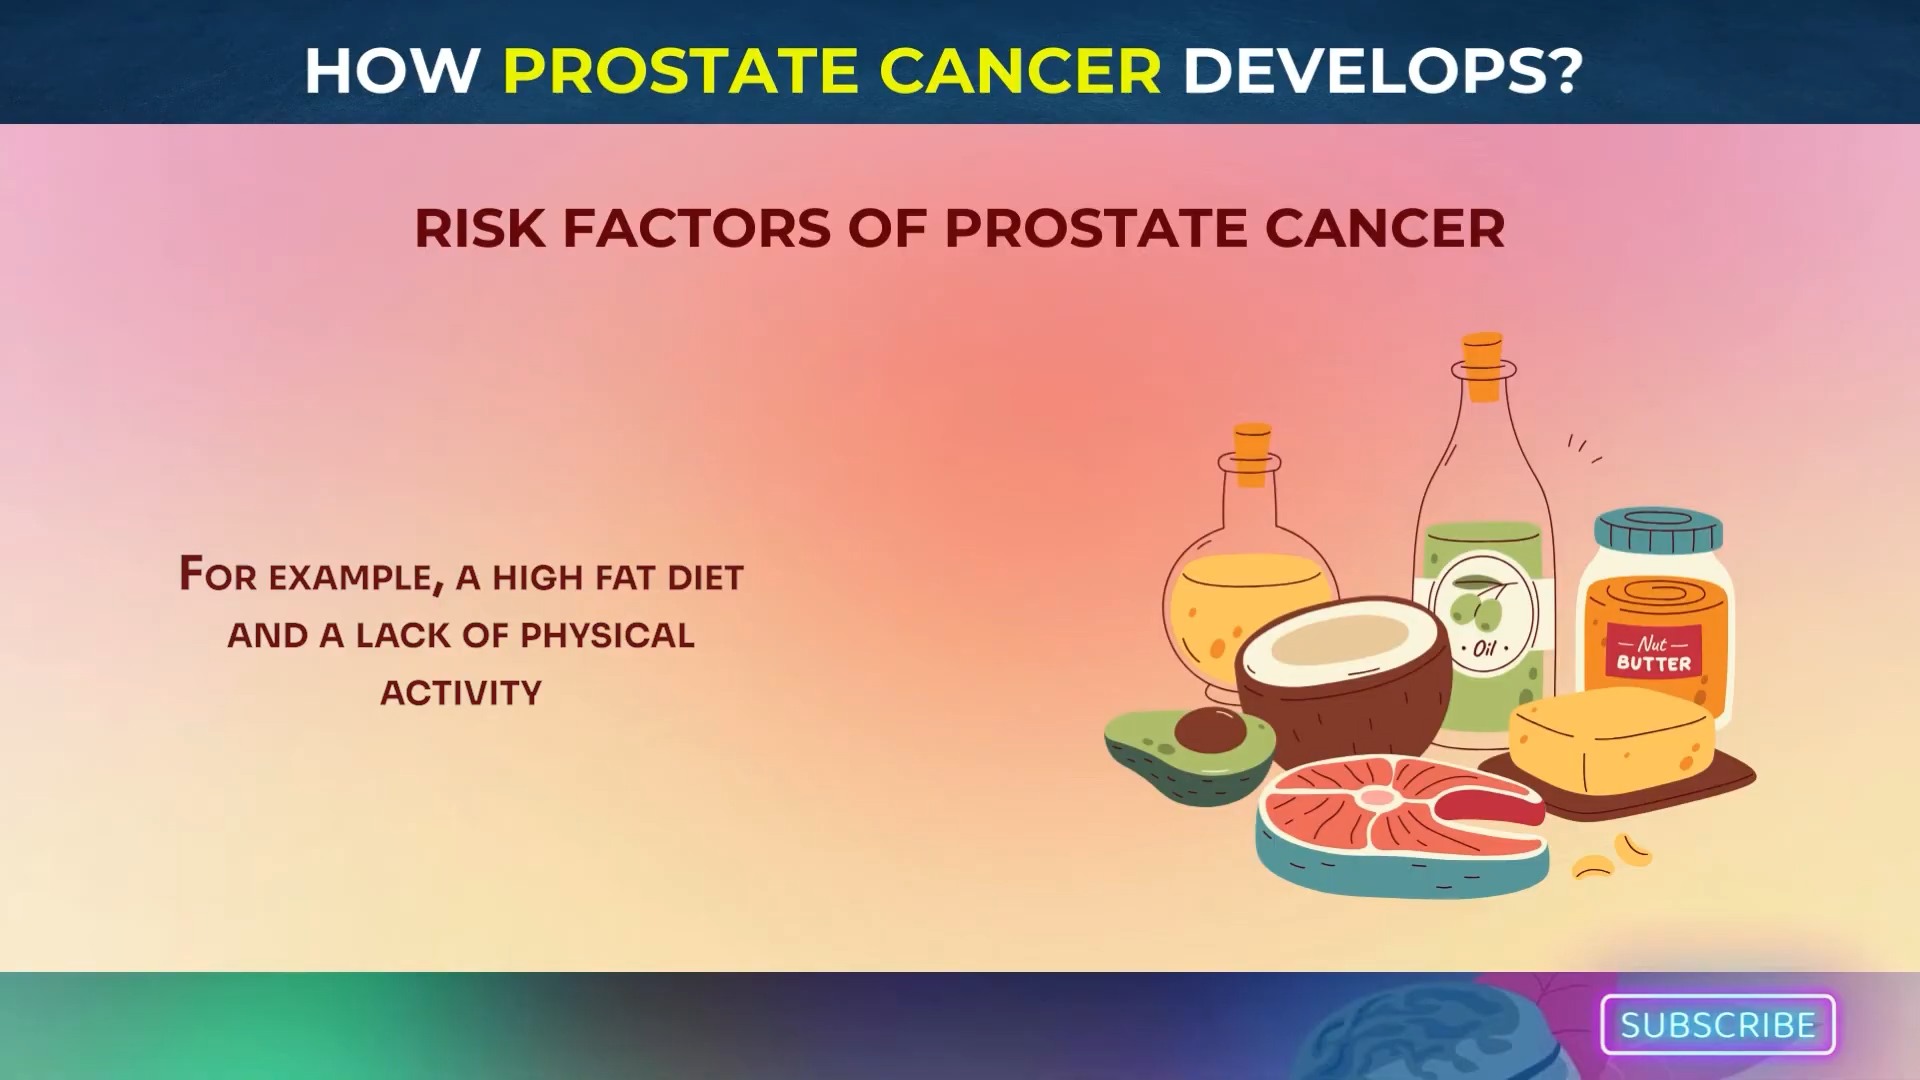 HOW PROSTATE CANCER DEVELOPS?
RISK FACTORS OF PROSTATE CANCER
FOR EXAMPLE, A HIGH FAT DIET
AND A LACK OF PHYSICAL
ACTIVITY
• Oil •
— Nut —
BUTTER
SUBSCRIBE